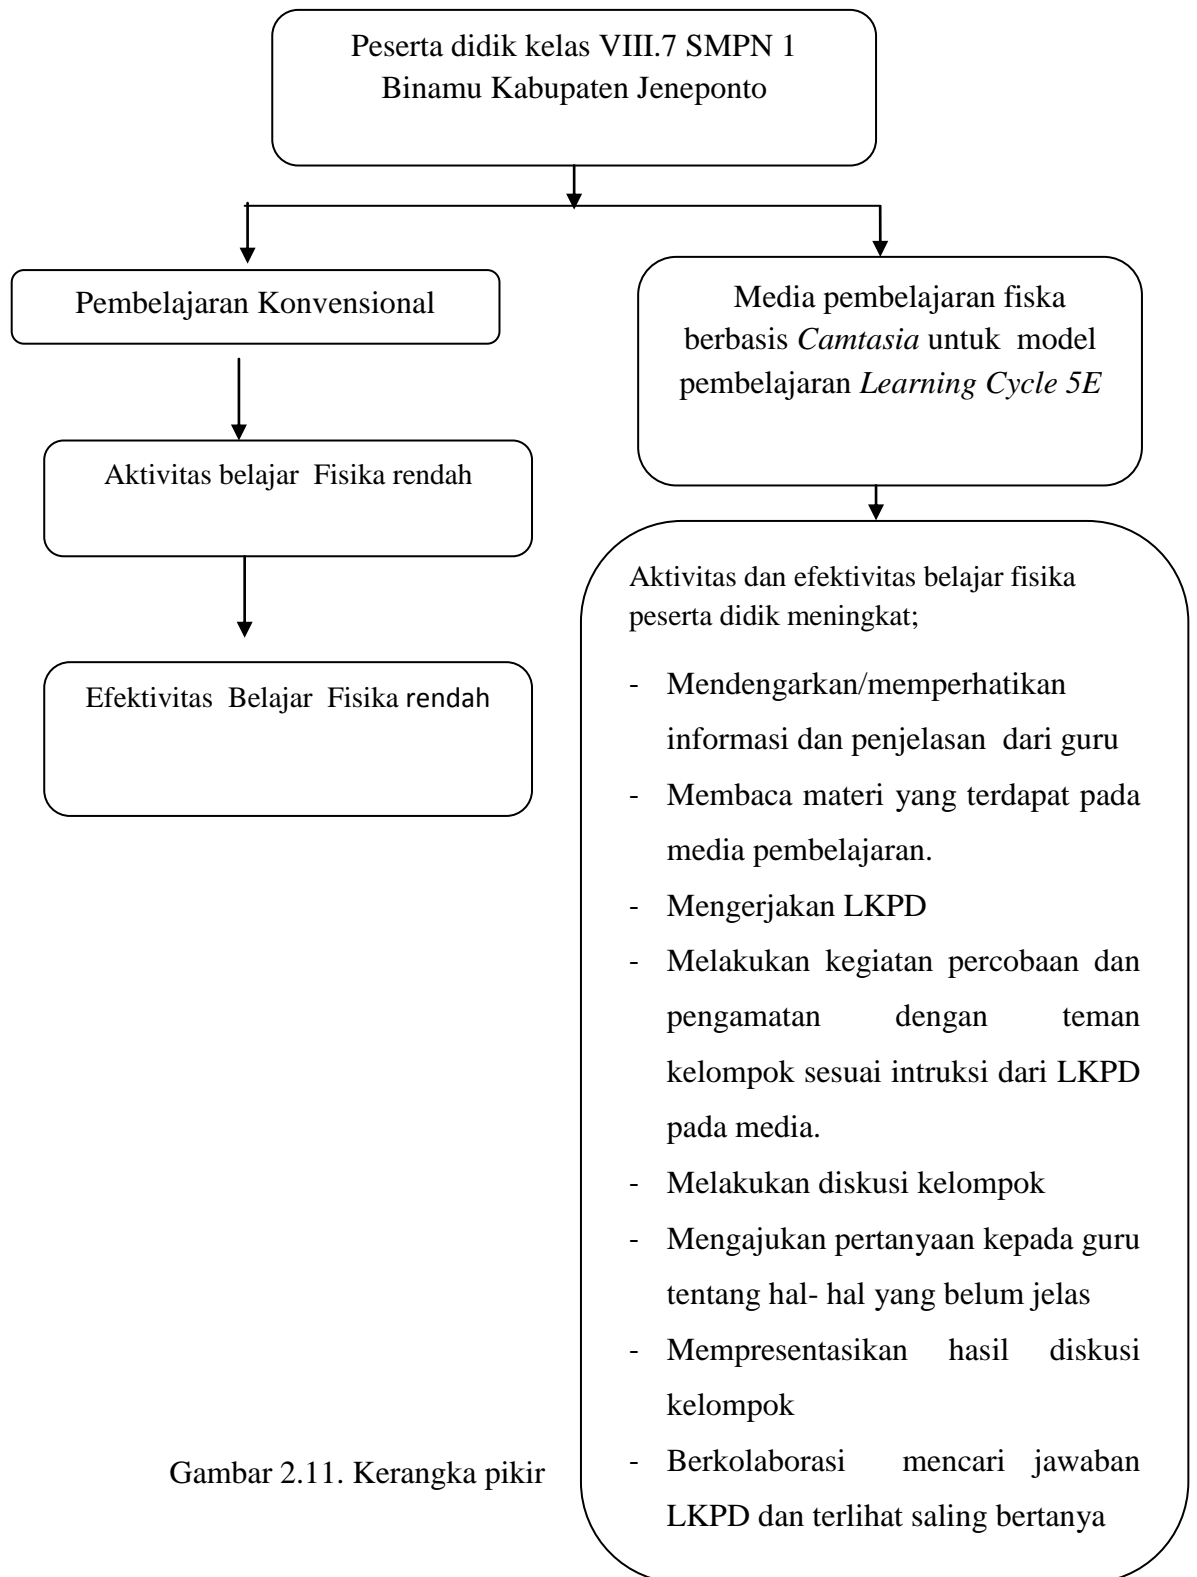 Peserta didik kelas VIII.7 SMPN 1
Binamu Kabupaten Jeneponto
Pembelajaran Konvensional
Aktivitas belajar Fisika rendah
Efektivitas Belajar Fisika rendah
Media pembelajaran fiska
berbasis Camtasia untuk model
pembelajaran Learning Cycle 5E
Aktivitas dan efektivitas belajar fisika
peserta didik meningkat;
- Mendengarkan/memperhatikan
informasi dan penjelasan dari guru
- Membaca materi yang terdapat pada
media pembelajaran.
- Mengerjakan LKPD
- Melakukan kegiatan percobaan dan
pengamatan dengan teman
kelompok sesuai intruksi dari LKPD
pada media.
- Melakukan diskusi kelompok
- Mengajukan pertanyaan kepada guru
tentang hal- hal yang belum jelas
- Mempresentasikan hasil diskusi
kelompok
- Berkolaborasi mencari jawaban
LKPD dan terlihat saling bertanya
Gambar 2.11. Kerangka pikir